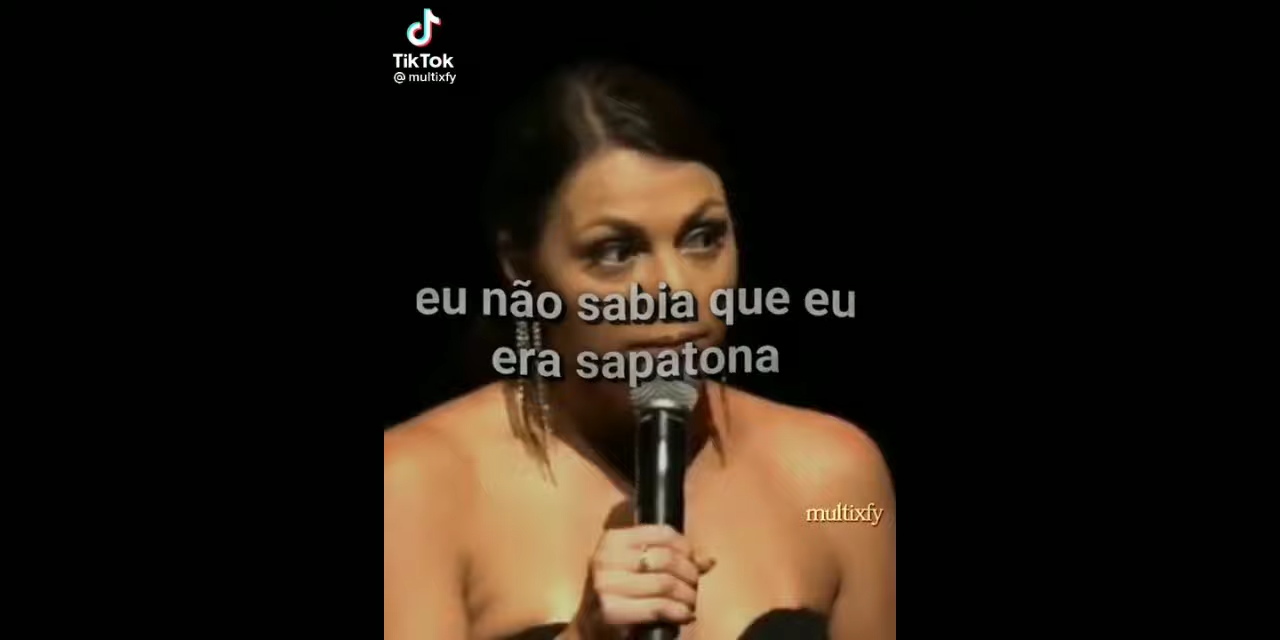 TikTok
@ multixfy
eu não sabia que eu
era sapatona
multixfy